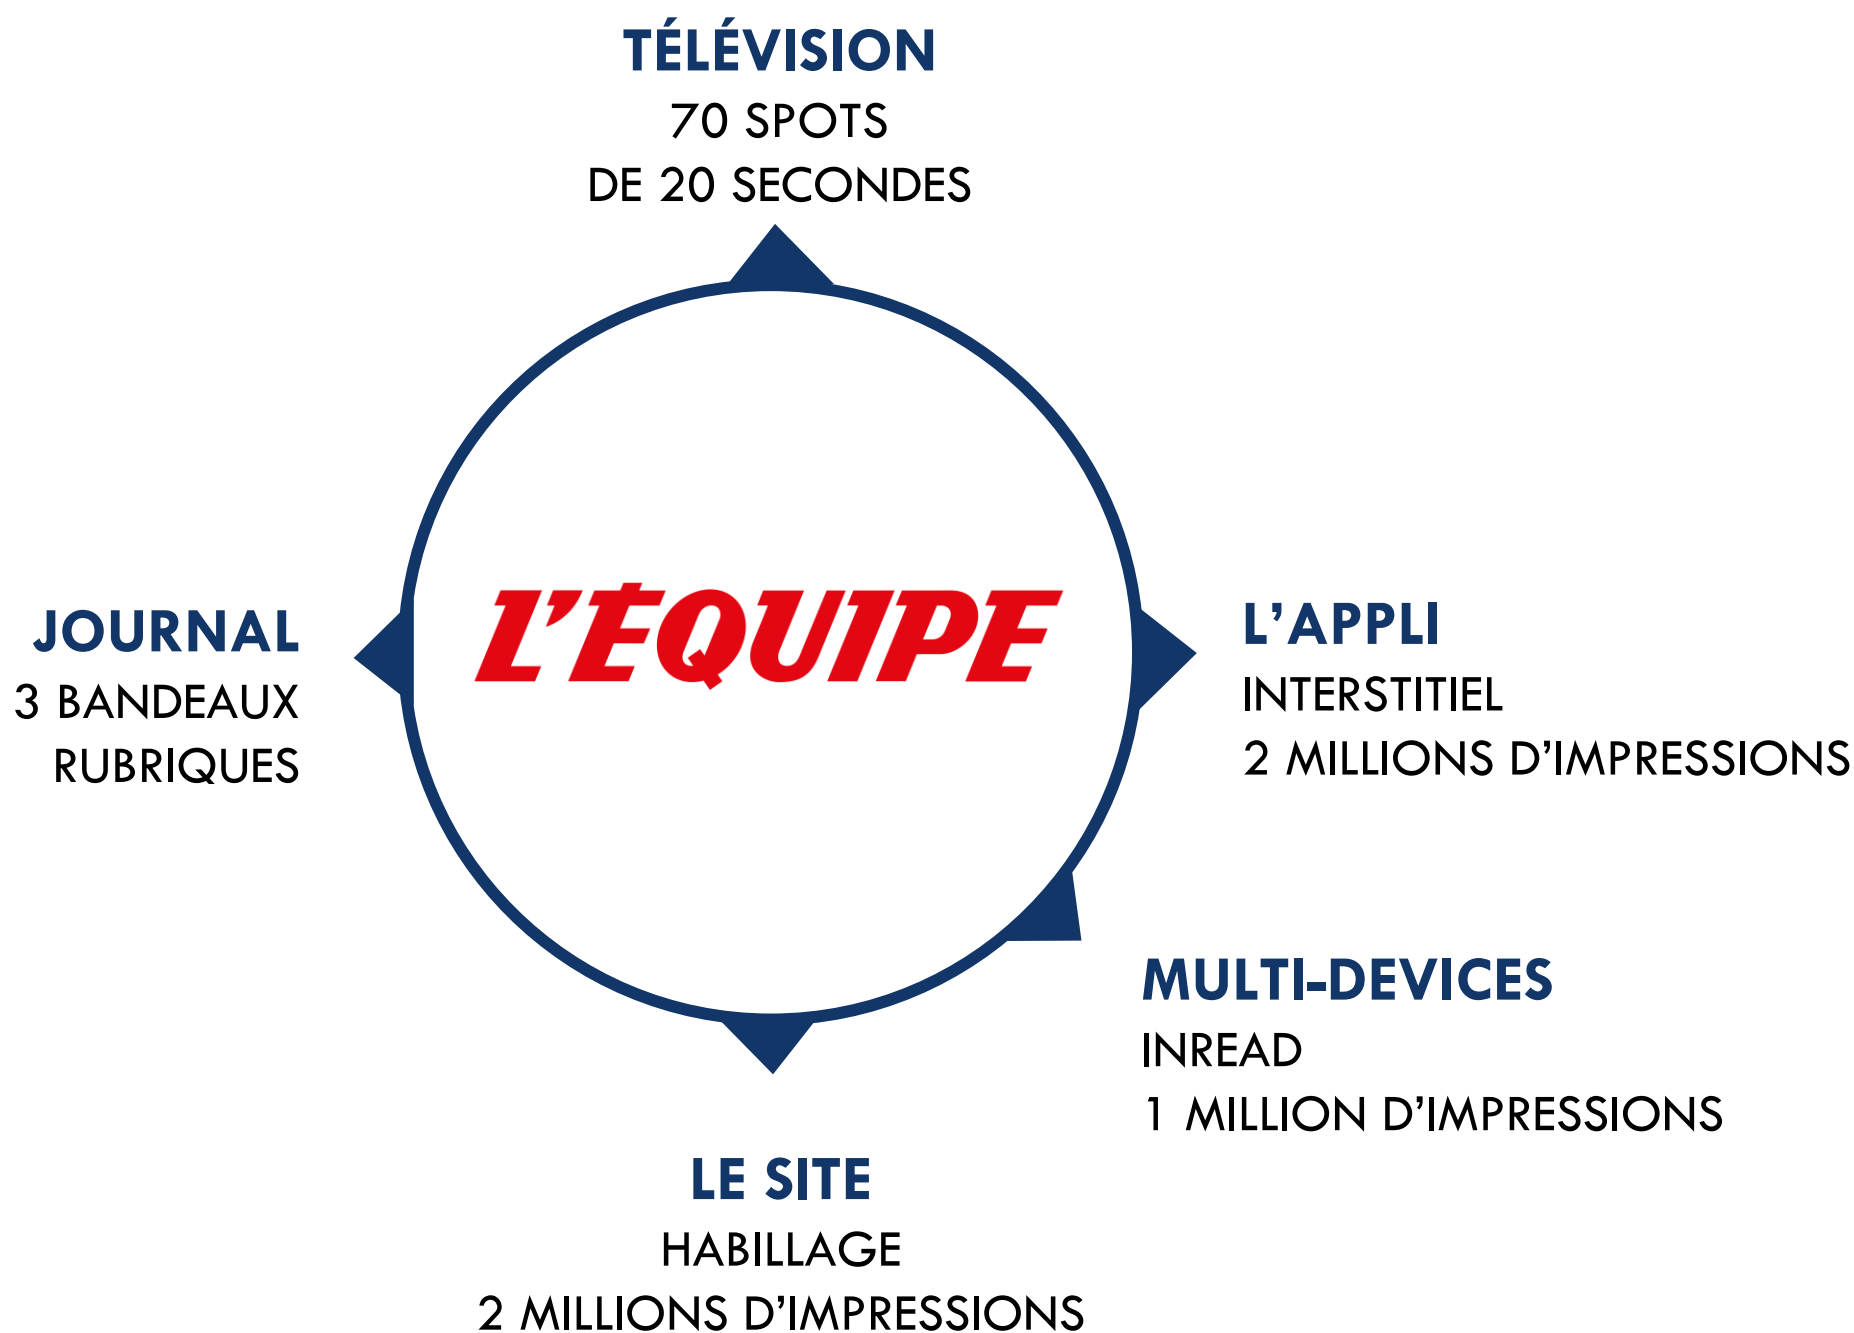 TÉLÉVISION
70 SPOTS
DE 20 SECONDES
L'ÉQUIPE
JOURNAL
3 BANDEAUX
RUBRIQUES
L'APPLI
INTERSTITIEL
2 MILLIONS D'IMPRESSIONS
MULTI-DEVICES
INREAD
1 MILLION D'IMPRESSIONS
LE SITE
HABILLAGE
2 MILLIONS D'IMPRESSIONS